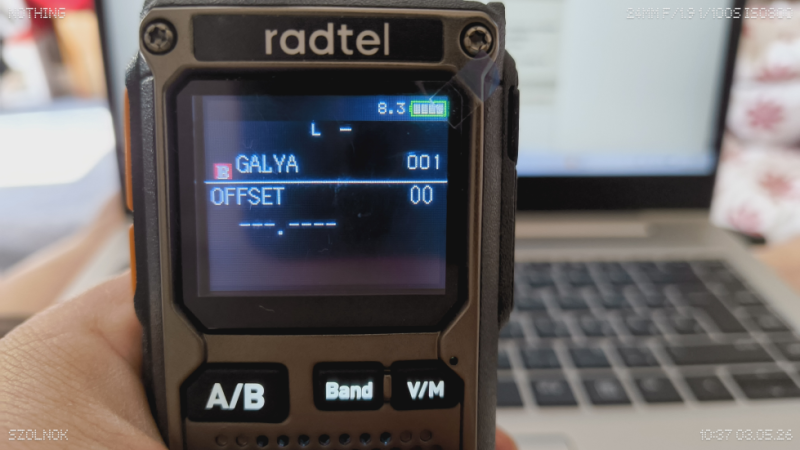 NOTHING
radtel
8.3
L –
B GALYA 001
OFFSET 00
---.----
A/B Band V/M
SZOLNOK
10:37 03.05.26